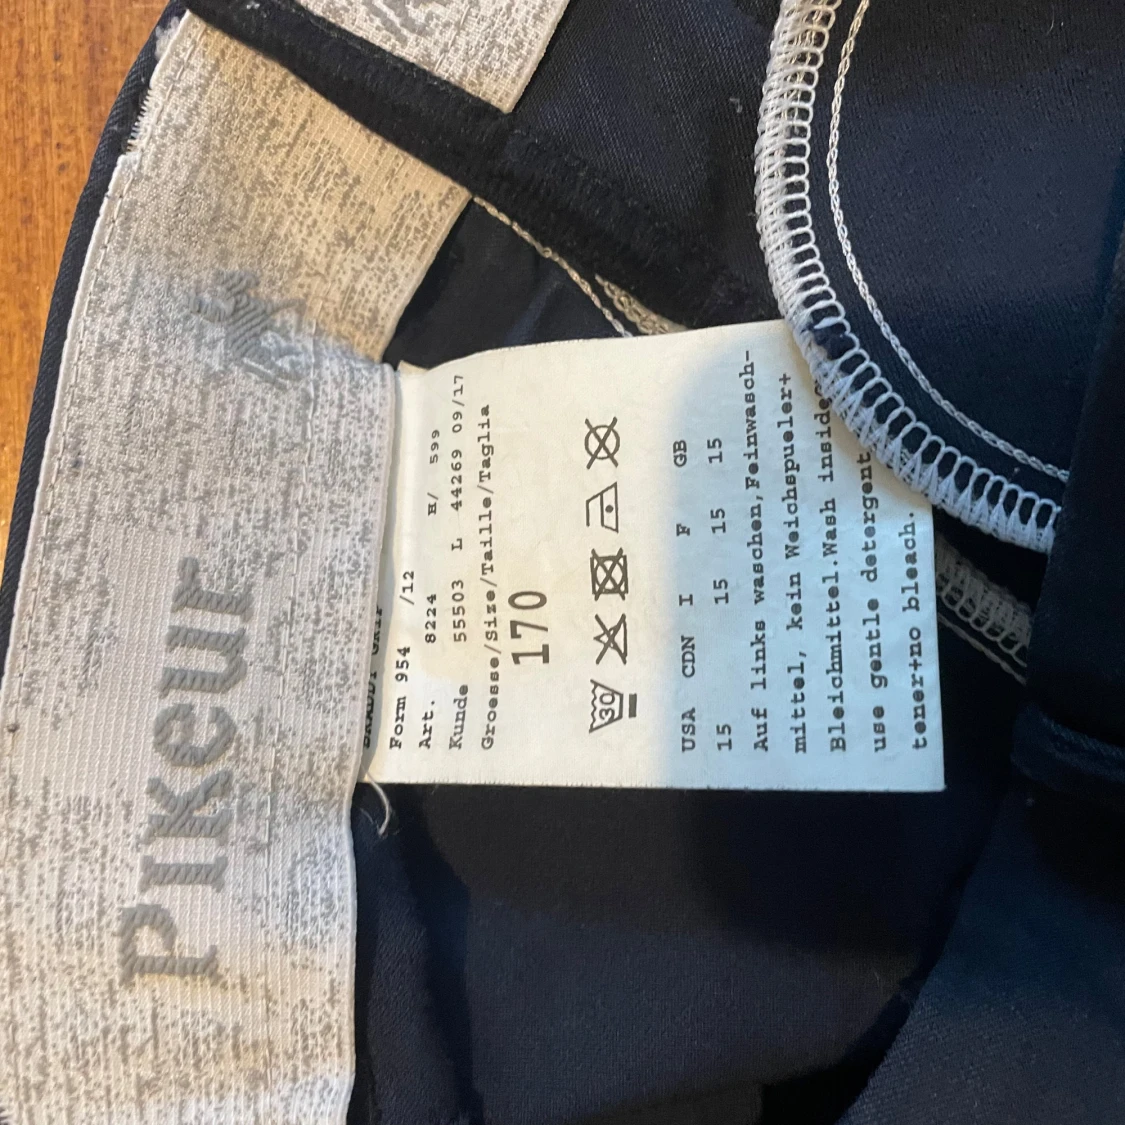 PIKEUR
GRIP
Form 954 /12
Art. 8224 H/ 599
Kunde 55503 L 44269 09/17
Groesse/Size/Taille/Taglia
170
30
USA CDN I F GB
15 15 15 15
Auf links waschen,Feinwasch-
mittel, kein Weichspueler+
Bleichmittel.Wash inside
use gentle detergent
tener+no bleach.